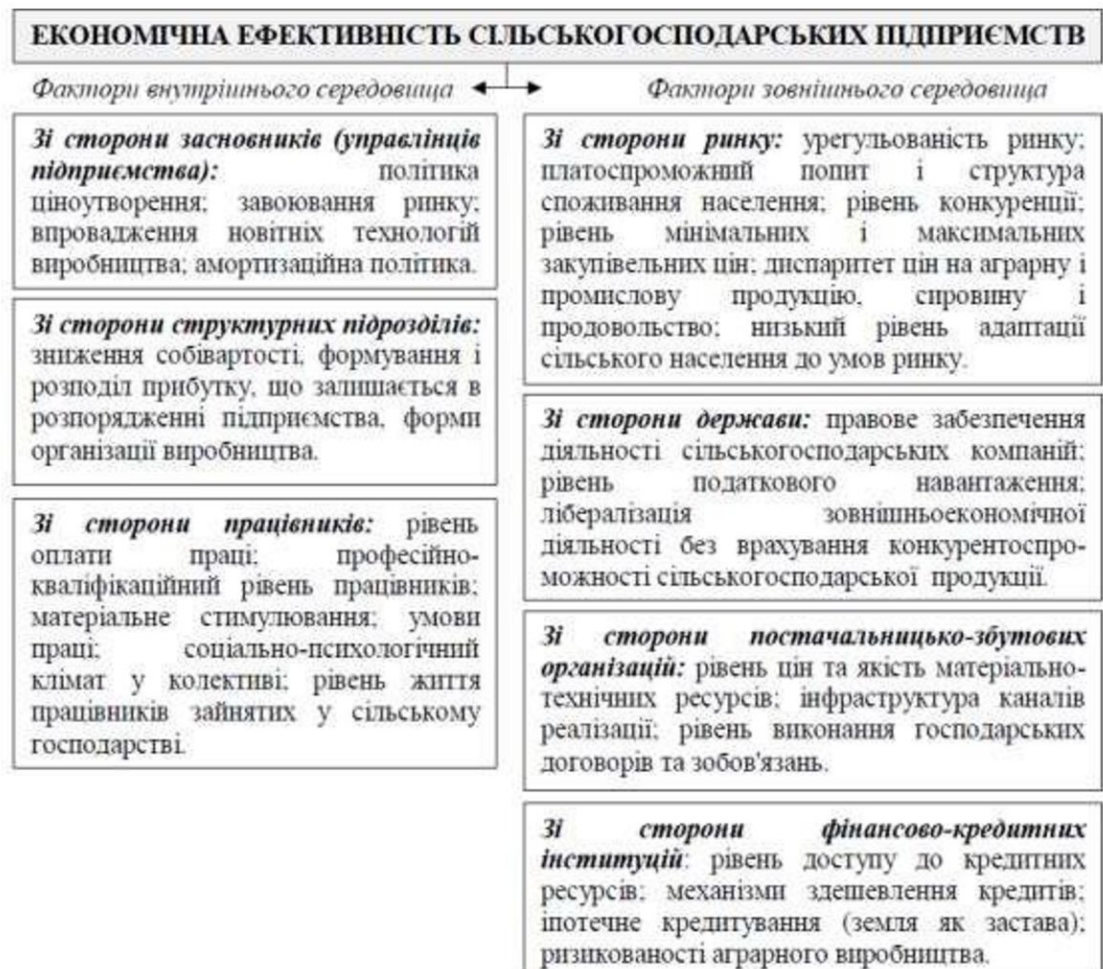 ЕКОНОМІЧНА ЕФЕКТИВНІСТЬ СІЛЬСЬКОГОСПОДАРСЬКИХ ПІДПРИЄМСТВ
Фактори внутрішнього середовища
Фактори зовнішнього середовища
Зі сторони засновників (управлінців
підприємства): політика
ціноутворення; завоювання ринку;
впровадження новітніх технологій
виробництва; амортизаційна політика.
Зі сторони структурних підрозділів:
зниження собівартості, формування і
розподіл прибутку, що залишається в
розпорядженні підприємства, форми
організації виробництва.
Зі сторони працівників: рівень
оплати праці; професійно-
кваліфікаційний рівень працівників;
матеріальне стимулювання; умови
праці; соціально-психологічний
клімат у колективі; рівень життя
працівників зайнятих у сільському
господарстві.
Зі сторони ринку: урегульованість ринку;
платоспроможний попит і структура
споживання населення; рівень конкуренції;
рівень мінімальних і максимальних
закупівельних цін; диспаритет цін на аграрну і
промислову продукцію, сировину і
продовольство; низький рівень адаптації
сільського населення до умов ринку.
Зі сторони держави: правове забезпечення
діяльності сільськогосподарських компаній;
рівень податкового навантаження;
лібералізація зовнішньоекономічної
діяльності без врахування конкурентоспро-
можності сільськогосподарської продукції.
Зі сторони постачальницько-збутових
організацій: рівень цін та якість матеріально-
технічних ресурсів; інфраструктура каналів
реалізації; рівень виконання господарських
договорів та зобов'язань.
Зі сторони фінансово-кредитних
інституцій: рівень доступу до кредитних
ресурсів; механізми здешевлення кредитів;
іпотечне кредитування (земля як застава);
ризикованості аграрного виробництва.